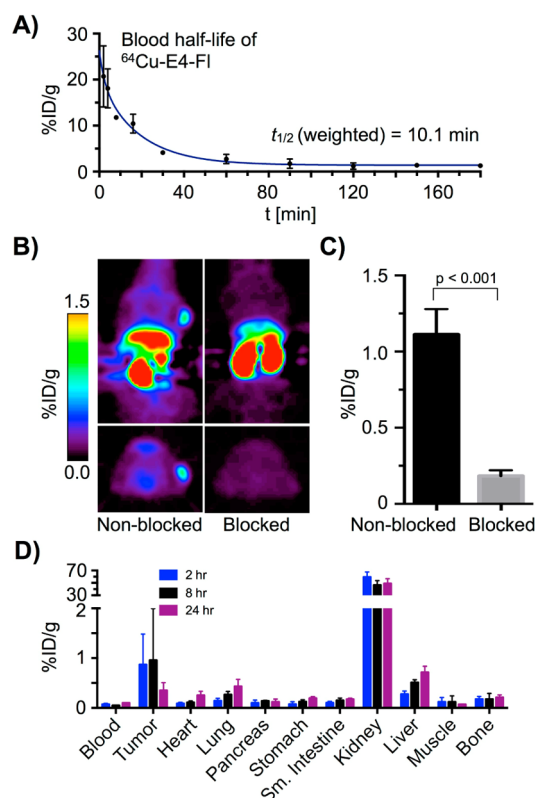 A)
Blood half-life of
⁶⁴Cu-E4-Fl
t1/2 (weighted) = 10.1 min
%ID/g
30
20
10
0
0 40 80 120 160
t [min]
B)
1.5
%ID/g
0.0
Non-blocked Blocked
C)
p < 0.001
%ID/g
1.5
1.0
0.5
0
Non-blocked Blocked
D)
2 hr
8 hr
24 hr
%ID/g
70
30
2
1
0
Blood
Tumor
Heart
Lung
Pancreas
Stomach
Sm. Intestine
Kidney
Liver
Muscle
Bone